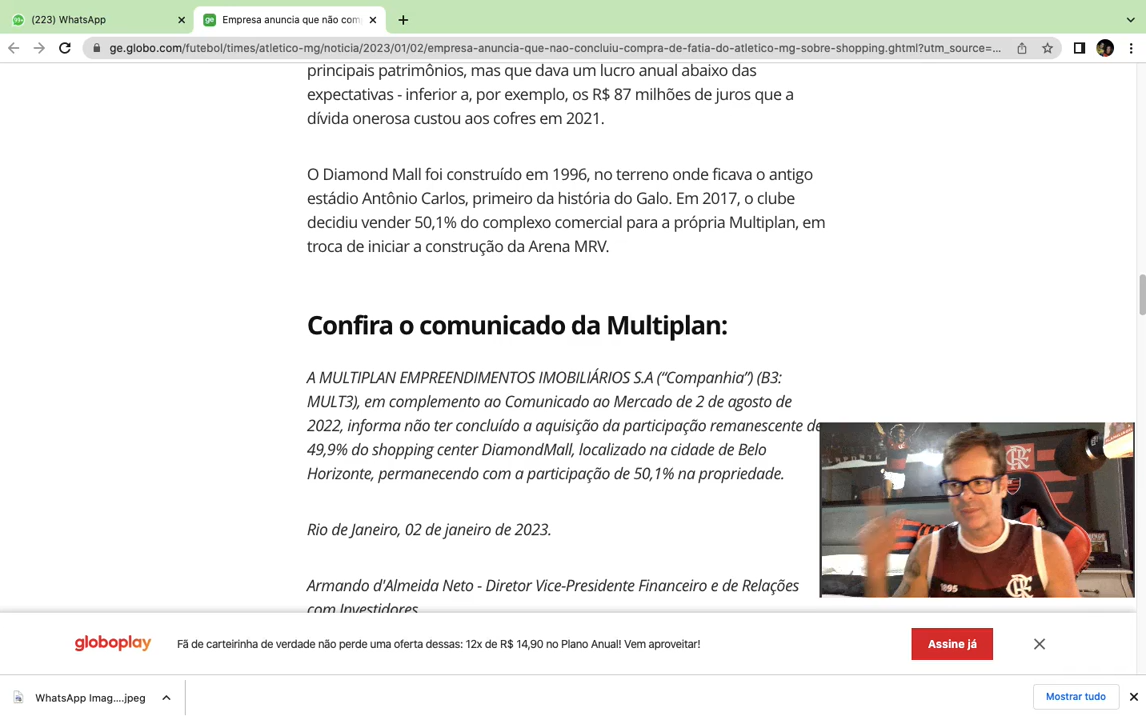 (223) WhatsApp
ge
Empresa anuncia que não com
ge.globo.com/futebol/times/atletico-mg/noticia/2023/01/02/empresa-anuncia-que-nao-concluiu-compra-de-fatia-do-atletico-mg-sobre-shopping.ghtml?utm_source=...
principais patrimônios, mas que dava um lucro anual abaixo das
expectativas - inferior a, por exemplo, os R$ 87 milhões de juros que a
dívida onerosa custou aos cofres em 2021.
O Diamond Mall foi construído em 1996, no terreno onde ficava o antigo
estádio Antônio Carlos, primeiro da história do Galo. Em 2017, o clube
decidiu vender 50,1% do complexo comercial para a própria Multiplan, em
troca de iniciar a construção da Arena MRV.
Confira o comunicado da Multiplan:
A MULTIPLAN EMPREENDIMENTOS IMOBILIÁRIOS S.A (“Companhia”) (B3:
MULT3), em complemento ao Comunicado ao Mercado de 2 de agosto de
2022, informa não ter concluído a aquisição da participação remanescente de
49,9% do shopping center DiamondMall, localizado na cidade de Belo
Horizonte, permanecendo com a participação de 50,1% na propriedade.
Rio de Janeiro, 02 de janeiro de 2023.
Armando d'Almeida Neto - Diretor Vice-Presidente Financeiro e de Relações
com Investidores
globoplay
Fã de carteirinha de verdade não perde uma oferta dessas: 12x de R$ 14,90 no Plano Anual! Vem aproveitar!
Assine já
WhatsApp Imag....jpeg
Mostrar tudo